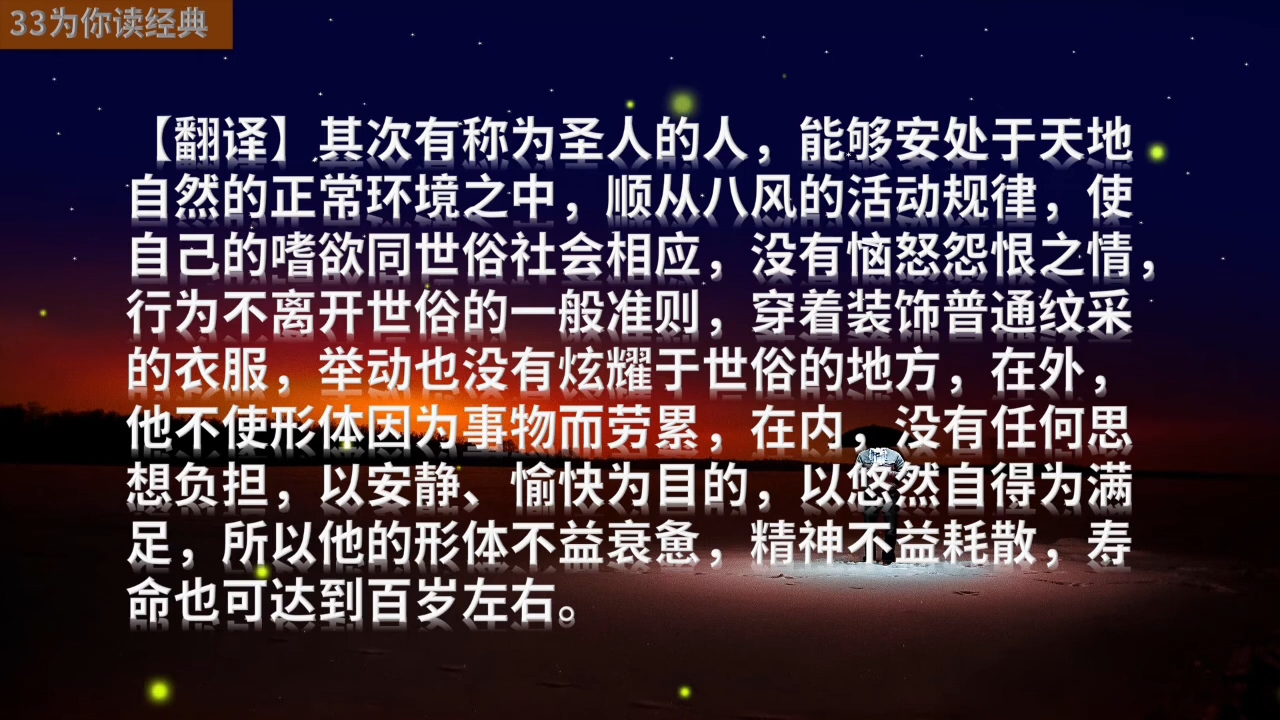 33为你读经典
【翻译】其次有称为圣人的人，能够安处于天地
自然的正常环境之中，顺从八风的活动规律，使
自己的嗜欲同世俗社会相应，没有恼怒怨恨之情，
行为不离开世俗的一般准则，穿着装饰普通纹采
的衣服，举动也没有炫耀于世俗的地方，在外，
他不使形体因为事物而劳累，在内，没有任何思
想负担，以安静、愉快为目的，以悠然自得为满
足，所以他的形体不益衰惫，精神不益耗散，寿
命也可达到百岁左右。